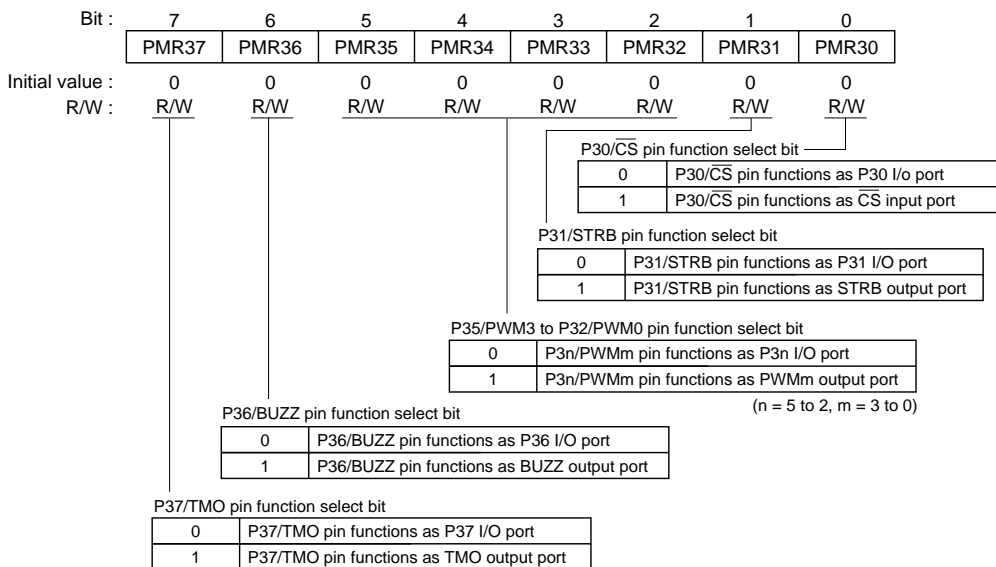 Bit : 7 6 5 4 3 2 1 0
PMR37 PMR36 PMR35 PMR34 PMR33 PMR32 PMR31 PMR30
Initial value : 0 0 0 0 0 0 0 0
R/W : R/W R/W R/W R/W R/W R/W R/W R/W
P30/C̅S̅ pin function select bit
0 P30/C̅S̅ pin functions as P30 I/o port
1 P30/C̅S̅ pin functions as C̅S̅ input port
P31/STRB pin function select bit
0 P31/STRB pin functions as P31 I/O port
1 P31/STRB pin functions as STRB output port
P35/PWM3 to P32/PWM0 pin function select bit
0 P3n/PWMm pin functions as P3n I/O port
1 P3n/PWMm pin functions as PWMm output port
(n = 5 to 2, m = 3 to 0)
P36/BUZZ pin function select bit
0 P36/BUZZ pin functions as P36 I/O port
1 P36/BUZZ pin functions as BUZZ output port
P37/TMO pin function select bit
0 P37/TMO pin functions as P37 I/O port
1 P37/TMO pin functions as TMO output port